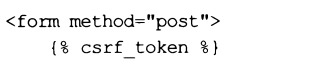 <form method="post">
{% csrf_token %}